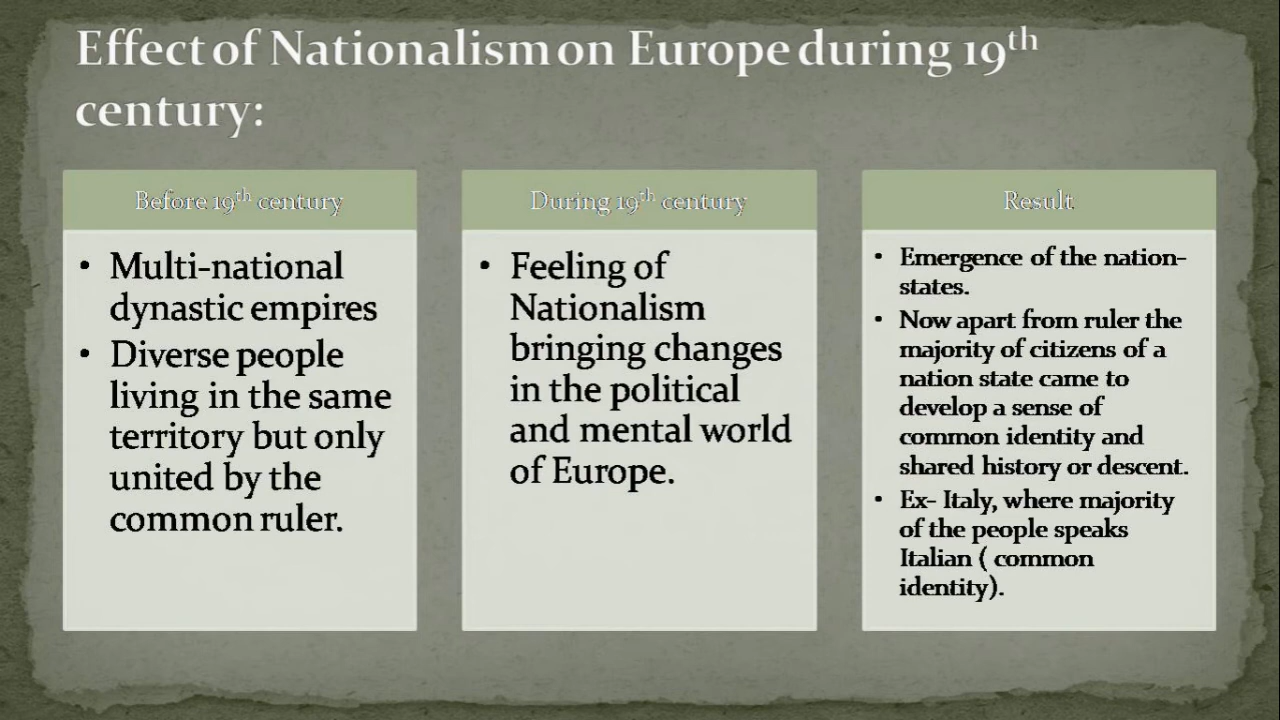 Effect of Nationalism on Europe during 19th
century:
Before 19th century
• Multi-national
dynastic empires
• Diverse people
living in the same
territory but only
united by the
common ruler.
During 19th century
• Feeling of
Nationalism
bringing changes
in the political
and mental world
of Europe.
Result
• Emergence of the nation-
states.
• Now apart from ruler the
majority of citizens of a
nation state came to
develop a sense of
common identity and
shared history or descent.
• Ex- Italy, where majority
of the people speaks
Italian ( common
identity).